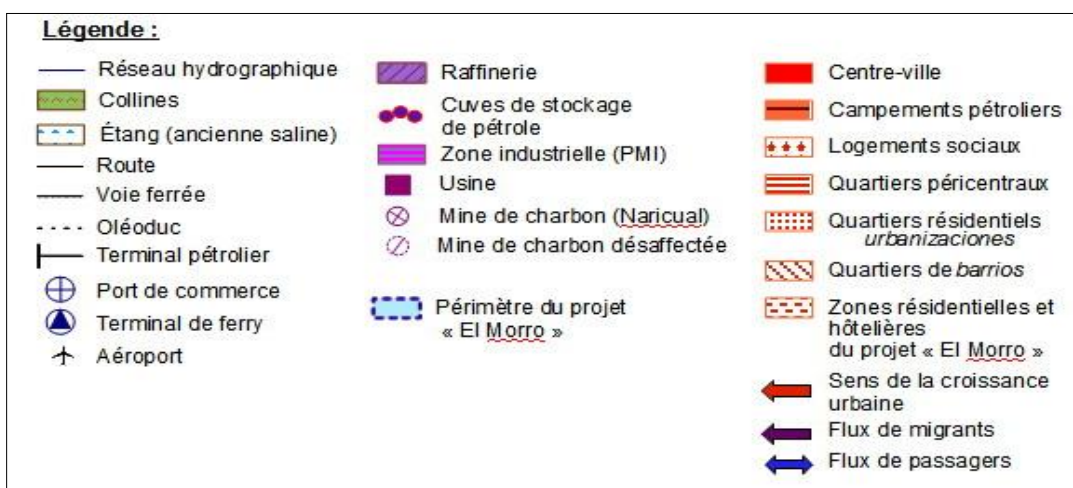 Légende :
Réseau hydrographique
Collines
Étang (ancienne saline)
Route
Voie ferrée
Oléoduc
Terminal pétrolier
Port de commerce
Terminal de ferry
Aéroport
Raffinerie
Cuves de stockage
de pétrole
Zone industrielle (PMI)
Usine
Mine de charbon (Naricual)
Mine de charbon désaffectée
Périmètre du projet
« El Morro »
Centre-ville
Campements pétroliers
Logements sociaux
Quartiers péricentraux
Quartiers résidentiels
urbanizaciones
Quartiers de barrios
Zones résidentielles et
hôtelières
du projet « El Morro »
Sens de la croissance
urbaine
Flux de migrants
Flux de passagers